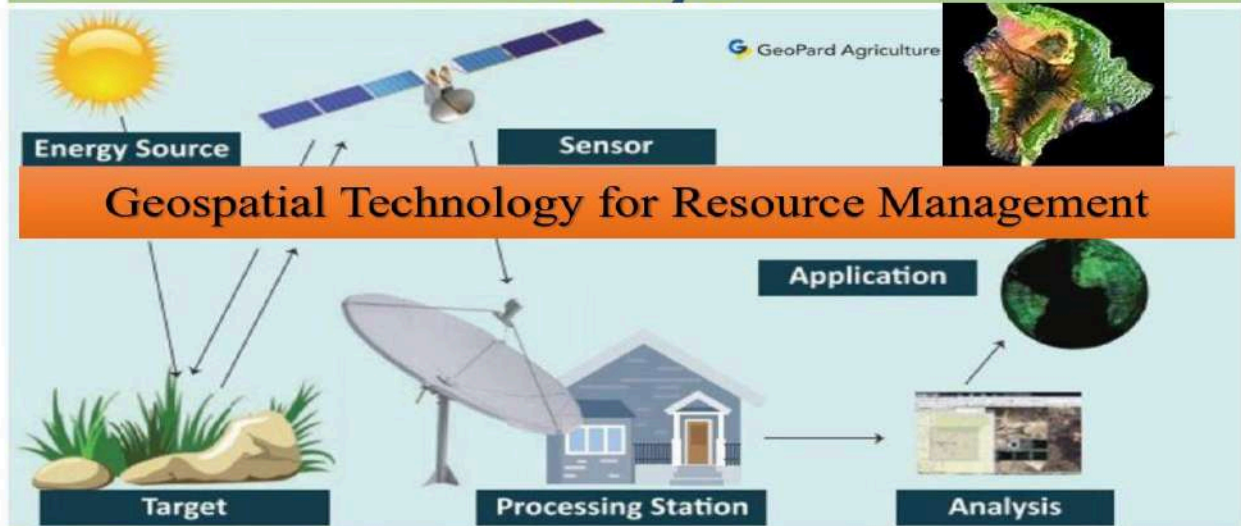 GeoPard Agriculture
Energy Source
Sensor
Geospatial Technology for Resource Management
Application
Target
Processing Station
Analysis